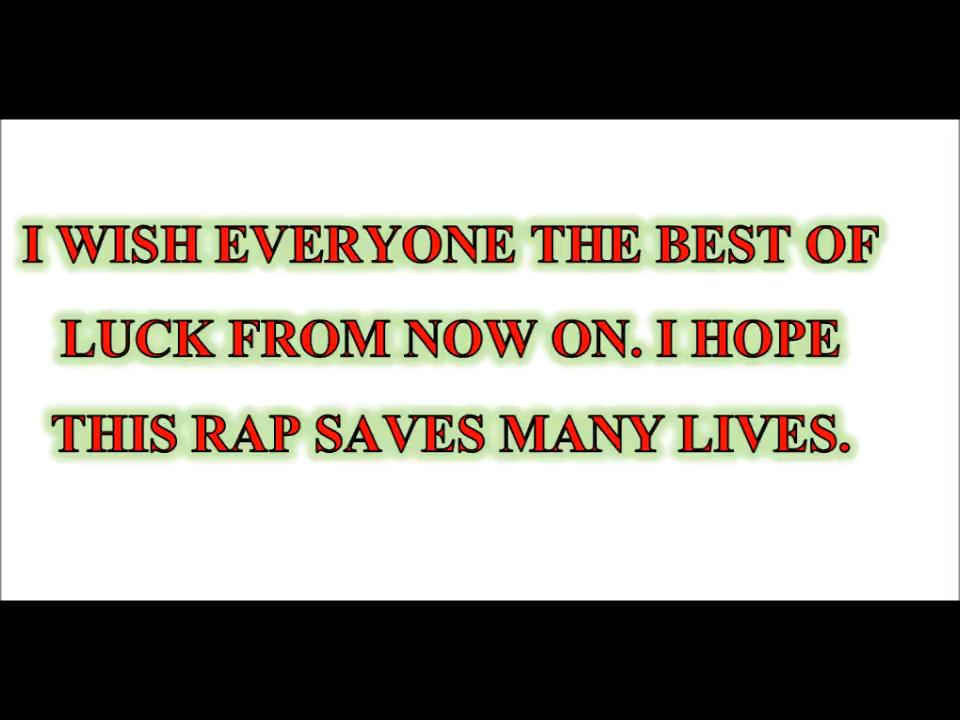 I WISH EVERYONE THE BEST OF
LUCK FROM NOW ON. I HOPE
THIS RAP SAVES MANY LIVES.